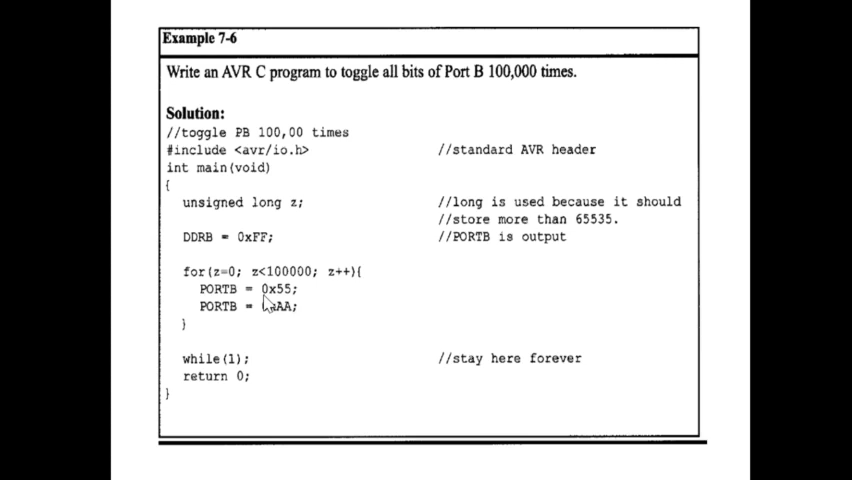 Example 7-6
Write an AVR C program to toggle all bits of Port B 100,000 times.
Solution:
//toggle PB 100,00 times
#include <avr/io.h> //standard AVR header
int main(void)
{
unsigned long z; //long is used because it should
//store more than 65535.
DDRB = 0xFF; //PORTB is output
for(z=0; z<100000; z++){
PORTB = 0x55;
PORTB = AA;
}
while(1); //stay here forever
return 0;
}